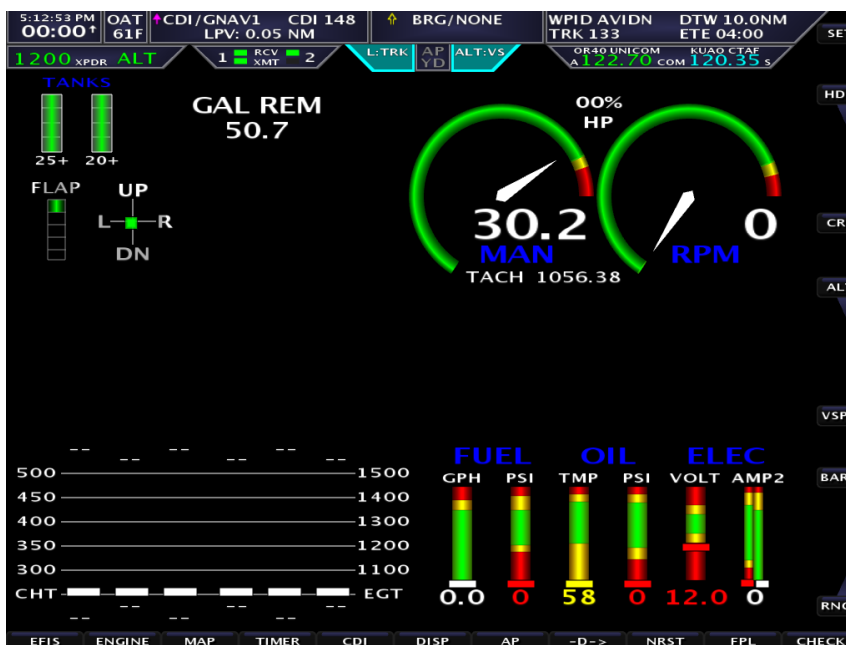 5:12:53 PM OAT CDI/GNAV1 CDI 148 BRG/NONE WPID AVIDN DTW 10.0NM
00:00↑ 61F LPV: 0.05 NM TRK 133 ETE 04:00
1200 XPDR ALT 1 RCV XMT 2 L:TRK AP YD ALT:VS OR40 UNICOM KUAO CTAF
A 122.70 COM 120.35 S
SE
TANKS
GAL REM
50.7
00%
HP
HD
25+ 20+
FLAP UP
L R
DN
30.2 0
MAN RPM
TACH 1056.38
CR
AL
VSP
-- -- -- -- -- --
FUEL OIL ELEC
500 1500 GPH PSI TMP PSI VOLT AMP2 BAR
450 1400
400 1300
350 1200
300 1100
CHT EGT 0.0 0 58 0 12.0 0
-- -- -- -- -- --
RNG
EFIS ENGINE MAP TIMER CDI DISP AP -D-> NRST FPL CHECK